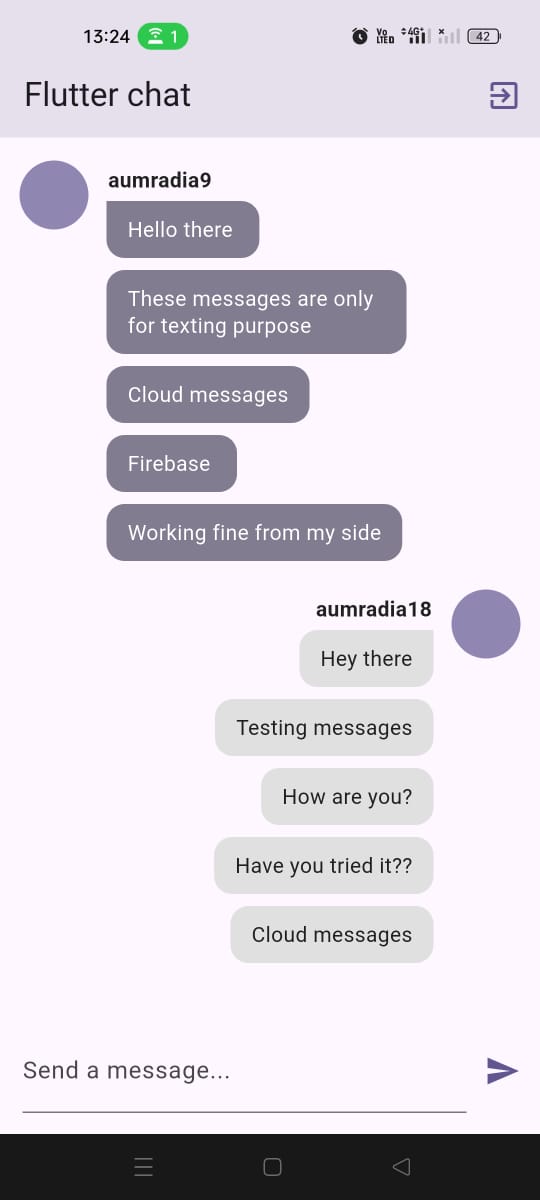 13:24 1 Vo LTED 4G+ 42
Flutter chat
aumradia9
Hello there
These messages are only
for texting purpose
Cloud messages
Firebase
Working fine from my side
aumradia18
Hey there
Testing messages
How are you?
Have you tried it??
Cloud messages
Send a message...